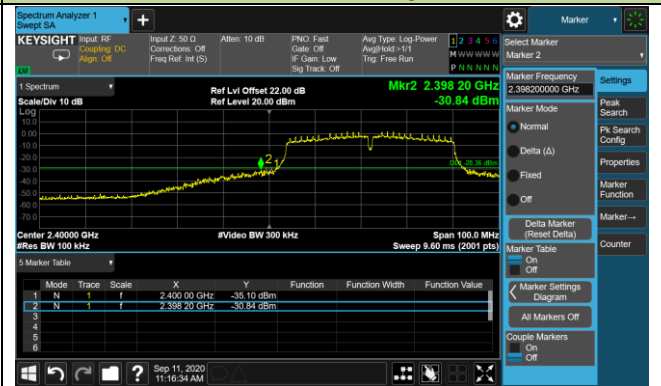 Spectrum Analyzer 1
Swept SA
+
Marker
KEYSIGHT
Input: RF
Coupling: DC
Align: Off
Input Z: 50 Ω
Corrections: Off
Freq Ref: Int (S)
Atten: 10 dB
PNO: Fast
Gate: Off
IF Gain: Low
Sig Track: Off
Avg Type: Log-Power
Avg|Hold:>1/1
Trig: Free Run
1 2 3 4 5 6
M W W W W W
P N N N N N
LXI
Select Marker
Marker 2
1 Spectrum
Scale/Div 10 dB
Log
Ref Lvl Offset 22.00 dB
Ref Level 20.00 dBm
Mkr2 2.398 20 GHz
-30.84 dBm
10.0
0.00
-10.0
-20.0
-30.0
-40.0
-50.0
-60.0
-70.0
2
1
DL1 -26.36 dBm
Center 2.40000 GHz
#Res BW 100 kHz
#Video BW 300 kHz
Span 100.0 MHz
Sweep 9.60 ms (2001 pts)
5 Marker Table
Mode Trace Scale X Y Function Function Width Function Value
1 N 1 f 2.400 00 GHz -35.10 dBm
2 N 1 f 2.398 20 GHz -30.84 dBm
3
4
5
6
Marker Frequency
2.398200000 GHz
Marker Mode
Normal
Delta (Δ)
Fixed
Off
Delta Marker
(Reset Delta)
Marker Table
On
Off
Marker Settings
Diagram
All Markers Off
Couple Markers
On
Off
Settings
Peak
Search
Pk Search
Config
Properties
Marker
Function
Marker→
Counter
?
Sep 11, 2020
11:16:34 AM